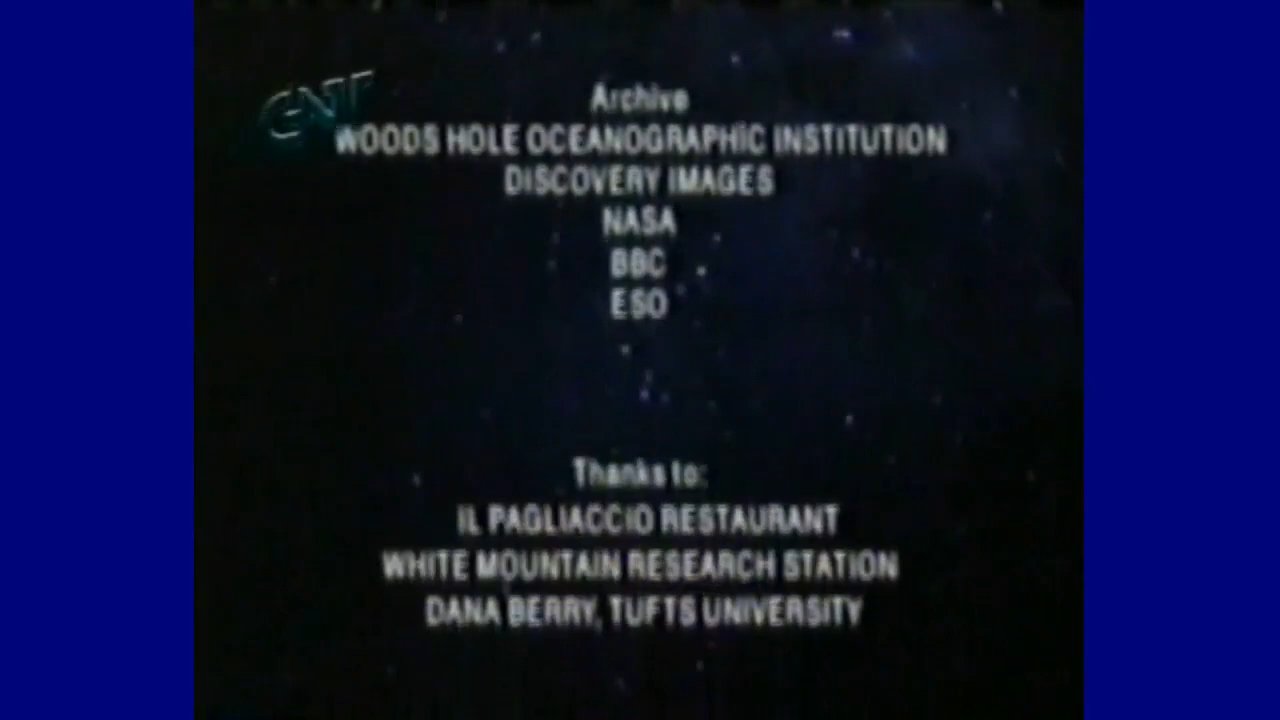 GNT
Archive
WOODS HOLE OCEANOGRAPHIC INSTITUTION
DISCOVERY IMAGES
NASA
BBC
ESO
Thanks to:
IL PAGLIACCIO RESTAURANT
WHITE MOUNTAIN RESEARCH STATION
DANA BERRY, TUFTS UNIVERSITY